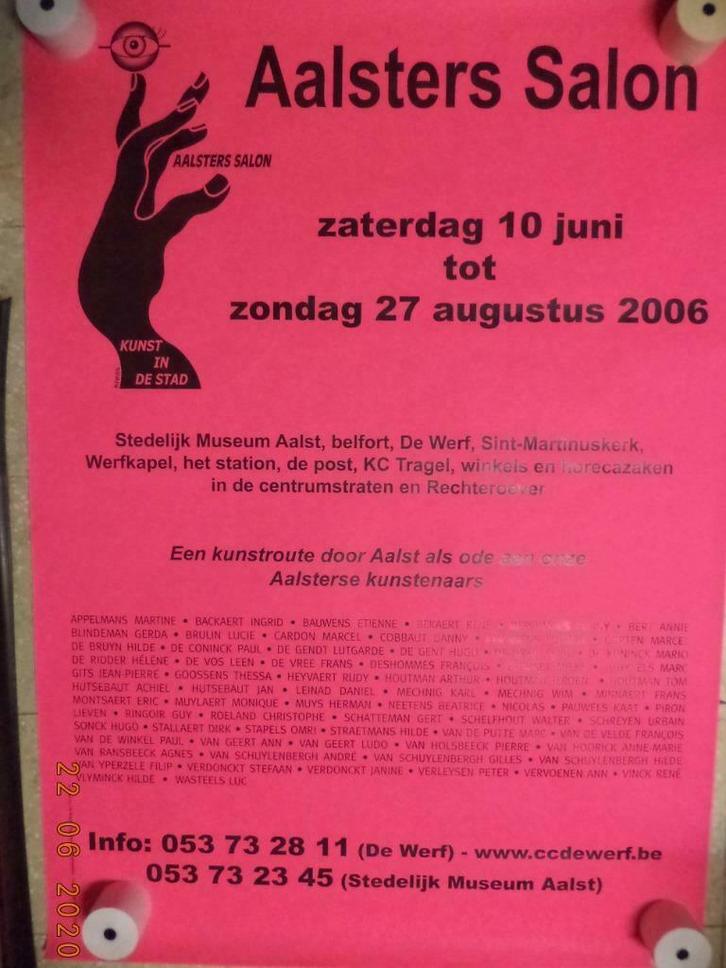 Aalsters Salon
AALSTERS SALON
zaterdag 10 juni
tot
zondag 27 augustus 2006
KUNST
IN
DE STAD
Stedelijk Museum Aalst, belfort, De Werf, Sint-Martinuskerk,
Werfkapel, het station, de post, KC Tragel, winkels en horecazaken
in de centrumstraten en Rechteroever
Een kunstroute door Aalst als ode aan onze
Aalsterse kunstenaars
APPELMANS MARTINE • BACKAERT INGRID • BAUWENS ETIENNE • BEKAERT • BERT ANNIE
BLINDEMAN GERDA • BRULIN LUCIE • CARDON MARCEL • COBBAUT DANNY • MARCEL
DE BRUYN HILDE • DE CONINCK PAUL • DE GENDT LUTGARDE • DE GENT HUGO • MARIO
DE RIDDER HÉLÈNE • DE VOS LEEN • DE VREE FRANS • DESHOMMES FRANÇOIS • MARC
GITS JEAN-PIERRE • GOOSSENS THESSA • HEYVAERT RUDY • HOUTMAN ARTHUR • HOUTMAN • HOUTMAN TOM
HUTSEBAUT ACHIEL • HUTSEBAUT JAN • LEINAD DANIEL • MECHNIG KARL • MECHNIG WIM • MINNAERT FRANS
MONTSAERT ERIC • MUYLAERT MONIQUE • MUYS HERMAN • NEETENS BEATRICE • NICOLAS • PAUWELS KAAT • PIRON
LIEVEN • RINGOIR GUY • ROELAND CHRISTOPHE • SCHATTEMAN GERT • SCHELFHOUT WALTER • SCHREYEN URBAIN
SONCK HUGO • STALLAERT DIRK • STAPELS OMRI • STRAETMANS HILDE • VAN DE PUTTE MARC • VAN DE VELDE FRANÇOIS
VAN DE WINKEL PAUL • VAN GEERT ANN • VAN GEERT LUDO • VAN HOLSBEECK PIERRE • VAN HOORICK ANNE-MARIE
VAN RANSBEECK AGNES • VAN SCHUYLENBERGH ANDRÉ • VAN SCHUYLENBERGH GILLES • VAN SCHUYLENBERGH HILDE
VAN YPERZELE FILIP • VERDONCKT STEFAAN • VERDONCKT JANINE • VERLEYSEN PETER • VERVOENEN ANN • VINCK RENÉ
VLYMINCK HILDE • WASTEELS LUC
Info: 053 73 28 11 (De Werf) - www.ccdewerf.be
053 73 23 45 (Stedelijk Museum Aalst)
22 06 2020